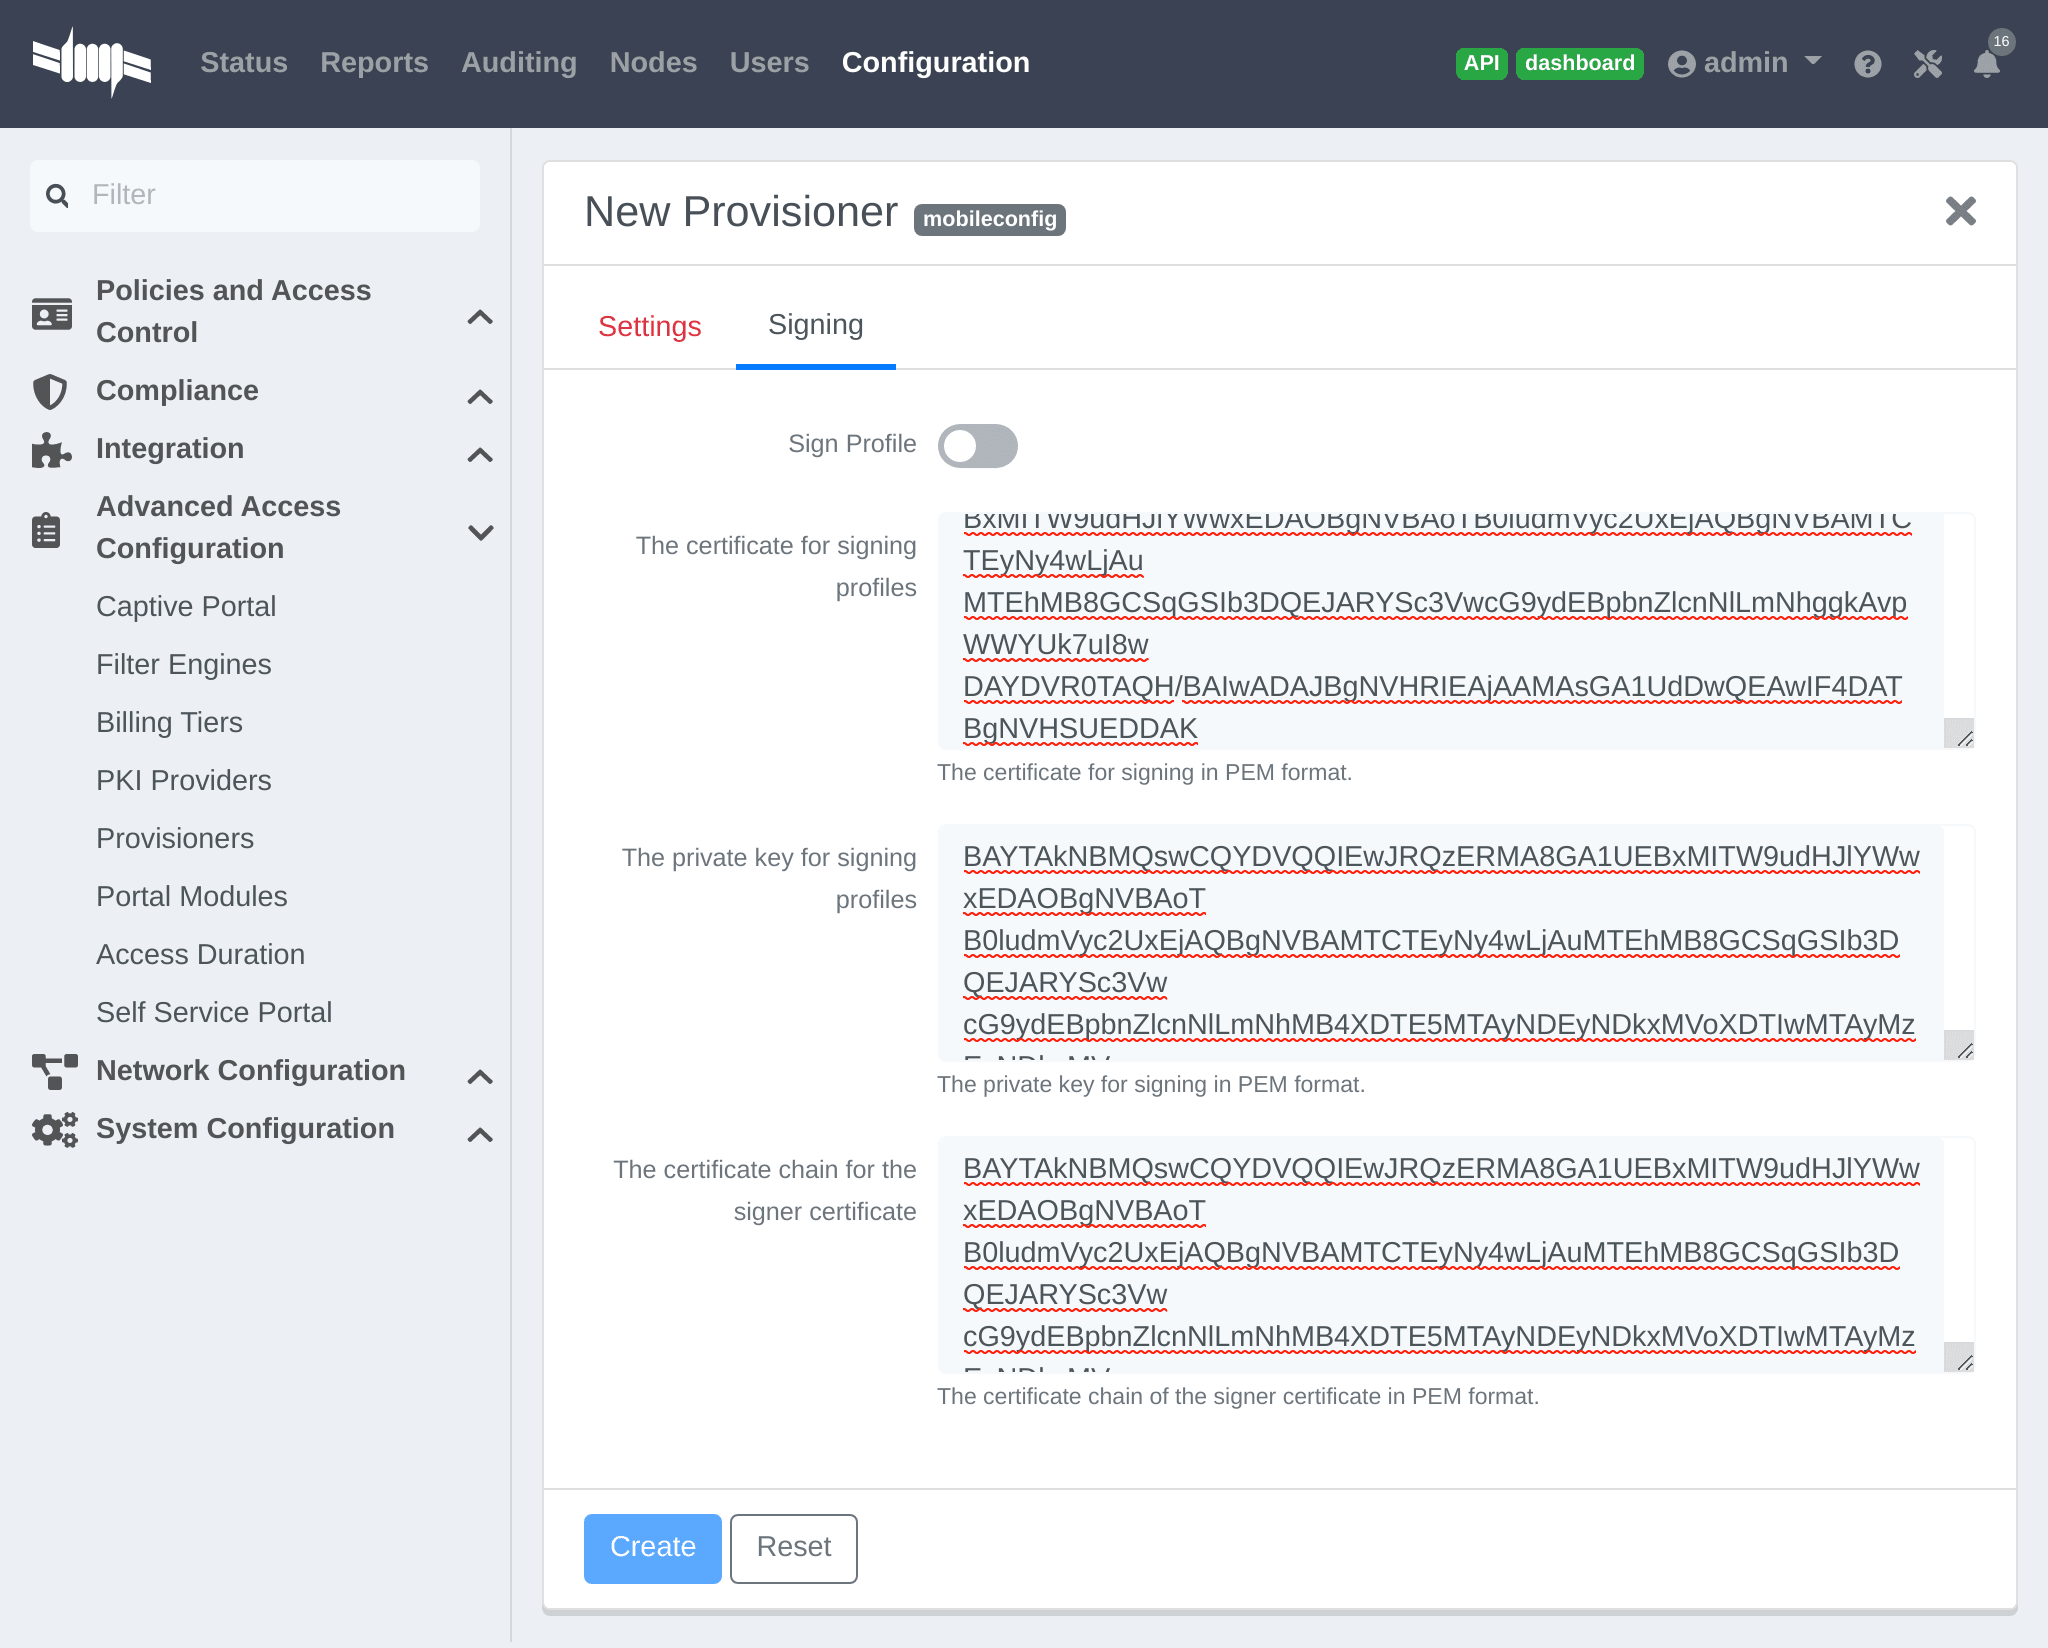 Status Reports Auditing Nodes Users Configuration API dashboard admin 16
Filter
Policies and Access
Control
Compliance
Integration
Advanced Access
Configuration
Captive Portal
Filter Engines
Billing Tiers
PKI Providers
Provisioners
Portal Modules
Access Duration
Self Service Portal
Network Configuration
System Configuration
New Provisioner mobileconfig
Settings Signing
Sign Profile
The certificate for signing
profiles
BxMITW9udHJlYWwxEDAOBgNVBAoTB0ludmVyc2UxEjAQBgNVBAMTC
TEyNy4wLjAu
MTEhMB8GCSqGSIb3DQEJARYSc3VwcG9ydEBpbnZlcnNlLmNhggkAvp
WWYUk7uI8w
DAYDVR0TAQH/BAIwADAJBgNVHRIEAjAAMAsGA1UdDwQEAwIF4DAT
BgNVHSUEDDAK
The certificate for signing in PEM format.
The private key for signing
profiles
BAYTAkNBMQswCQYDVQQIEwJRQzERMA8GA1UEBxMITW9udHJlYWw
xEDAOBgNVBAoT
B0ludmVyc2UxEjAQBgNVBAMTCTEyNy4wLjAuMTEhMB8GCSqGSIb3D
QEJARYSc3Vw
cG9ydEBpbnZlcnNlLmNhMB4XDTE5MTAyNDEyNDkxMVoXDTIwMTAyMz
The private key for signing in PEM format.
The certificate chain for the
signer certificate
BAYTAkNBMQswCQYDVQQIEwJRQzERMA8GA1UEBxMITW9udHJlYWw
xEDAOBgNVBAoT
B0ludmVyc2UxEjAQBgNVBAMTCTEyNy4wLjAuMTEhMB8GCSqGSIb3D
QEJARYSc3Vw
cG9ydEBpbnZlcnNlLmNhMB4XDTE5MTAyNDEyNDkxMVoXDTIwMTAyMz
The certificate chain of the signer certificate in PEM format.
Create Reset